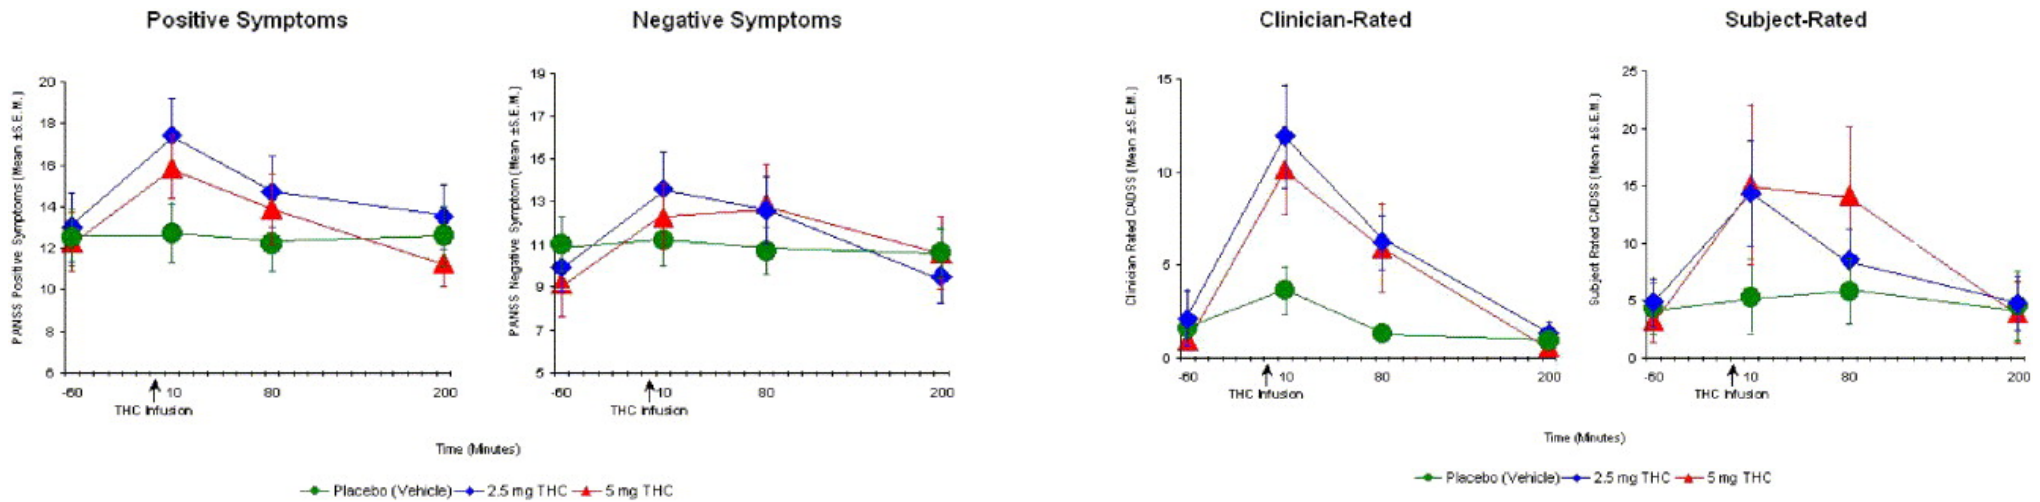 Positive Symptoms
Negative Symptoms
Clinician-Rated
Subject-Rated
PANSS Positive Symptoms (Mean ±S.E.M.)
20
18
16
14
12
10
8
6
-60
10
80
200
THC Infusion
PANSS Negative Symptom (Mean ±S.E.M.)
19
17
15
13
11
9
7
5
-60
10
80
200
THC Infusion
Time (Minutes)
Placebo (Vehicle) 2.5 mg THC 5 mg THC
Clinician Rated CADSS (Mean ±S.E.M.)
15
10
5
0
-60
10
80
200
THC Infusion
Subject Rated CADSS (Mean ±S.E.M.)
25
20
15
10
5
0
-60
10
80
200
THC Infusion
Time (Minutes)
Placebo (Vehicle) 2.5 mg THC 5 mg THC